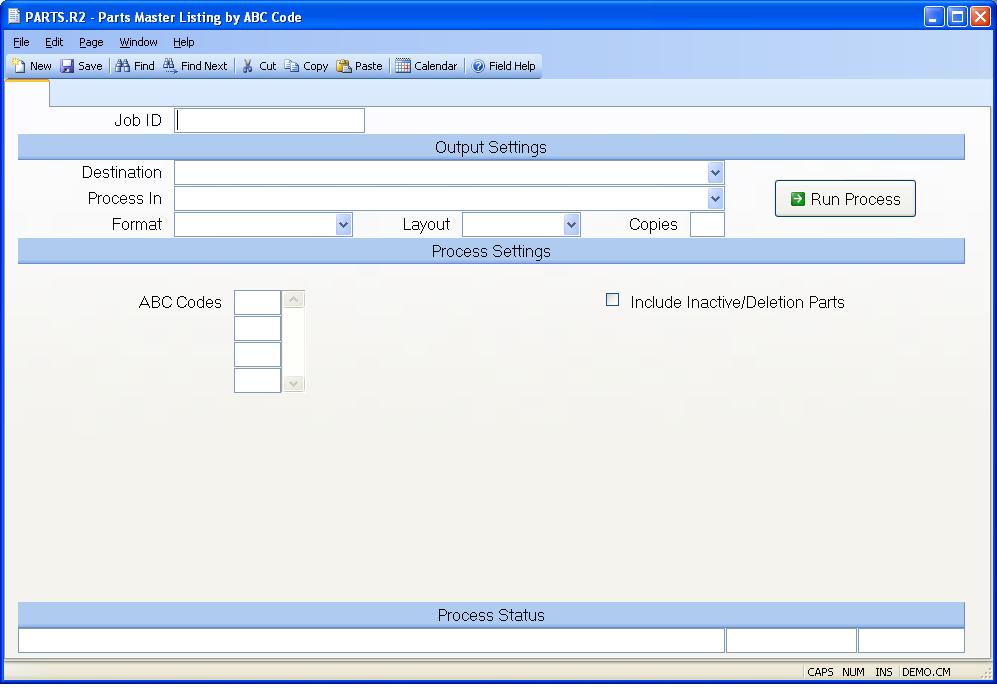 PARTS.R2 - Parts Master Listing by ABC Code
File Edit Page Window Help
New Save Find Find Next Cut Copy Paste Calendar Field Help
Job ID
Output Settings
Destination
Process In
Run Process
Format Layout Copies
Process Settings
ABC Codes Include Inactive/Deletion Parts
Process Status
CAPS NUM INS DEMO.CM